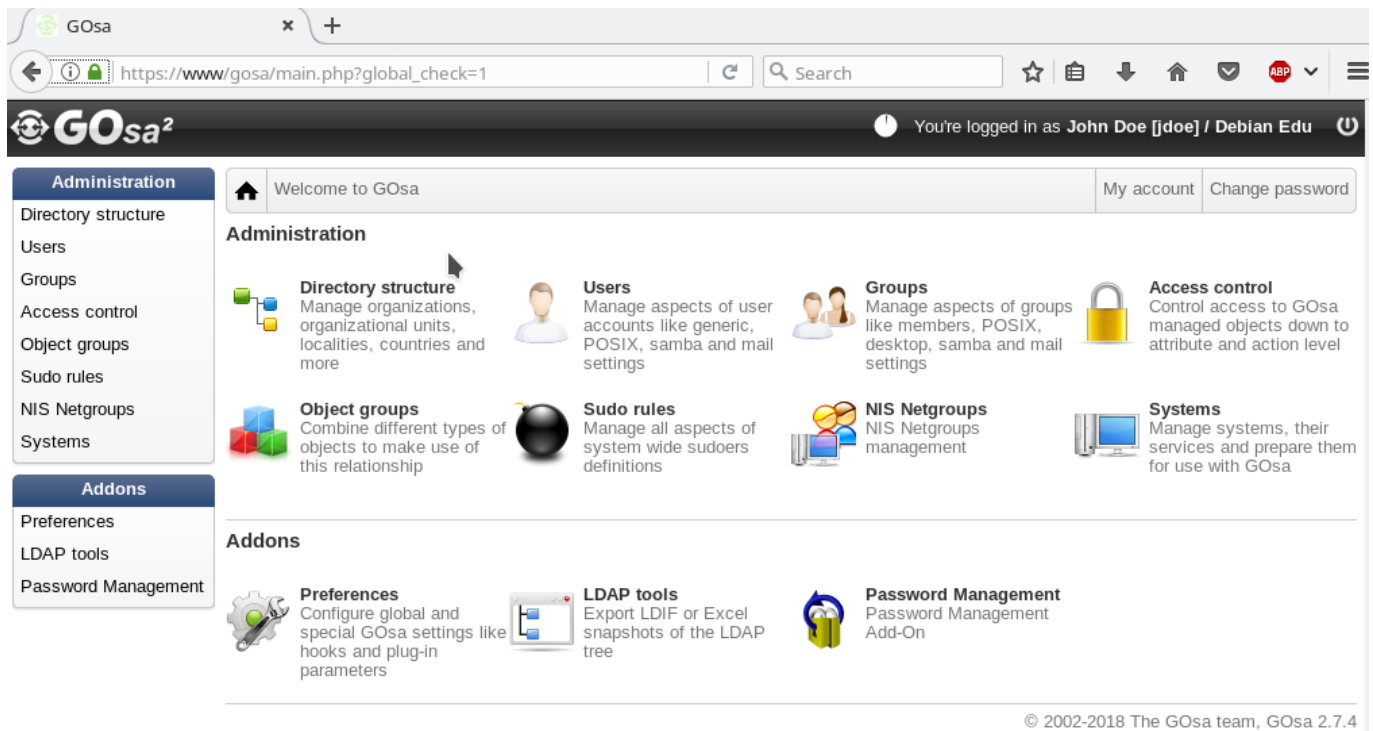 GOsa
https://www/gosa/main.php?global_check=1
Search
ABP
GOsa²
You're logged in as John Doe [jdoe] / Debian Edu
Administration
Directory structure
Users
Groups
Access control
Object groups
Sudo rules
NIS Netgroups
Systems
Addons
Preferences
LDAP tools
Password Management
Welcome to GOsa
My account
Change password
Administration
Directory structure
Manage organizations,
organizational units,
localities, countries and
more
Users
Manage aspects of user
accounts like generic,
POSIX, samba and mail
settings
Groups
Manage aspects of groups
like members, POSIX,
desktop, samba and mail
settings
Access control
Control access to GOsa
managed objects down to
attribute and action level
Object groups
Combine different types of
objects to make use of
this relationship
Sudo rules
Manage all aspects of
system wide sudoers
definitions
NIS Netgroups
NIS Netgroups
management
Systems
Manage systems, their
services and prepare them
for use with GOsa
Addons
Preferences
Configure global and
special GOsa settings like
hooks and plug-in
parameters
LDAP tools
Export LDIF or Excel
snapshots of the LDAP
tree
Password Management
Password Management
Add-On
© 2002-2018 The GOsa team, GOsa 2.7.4